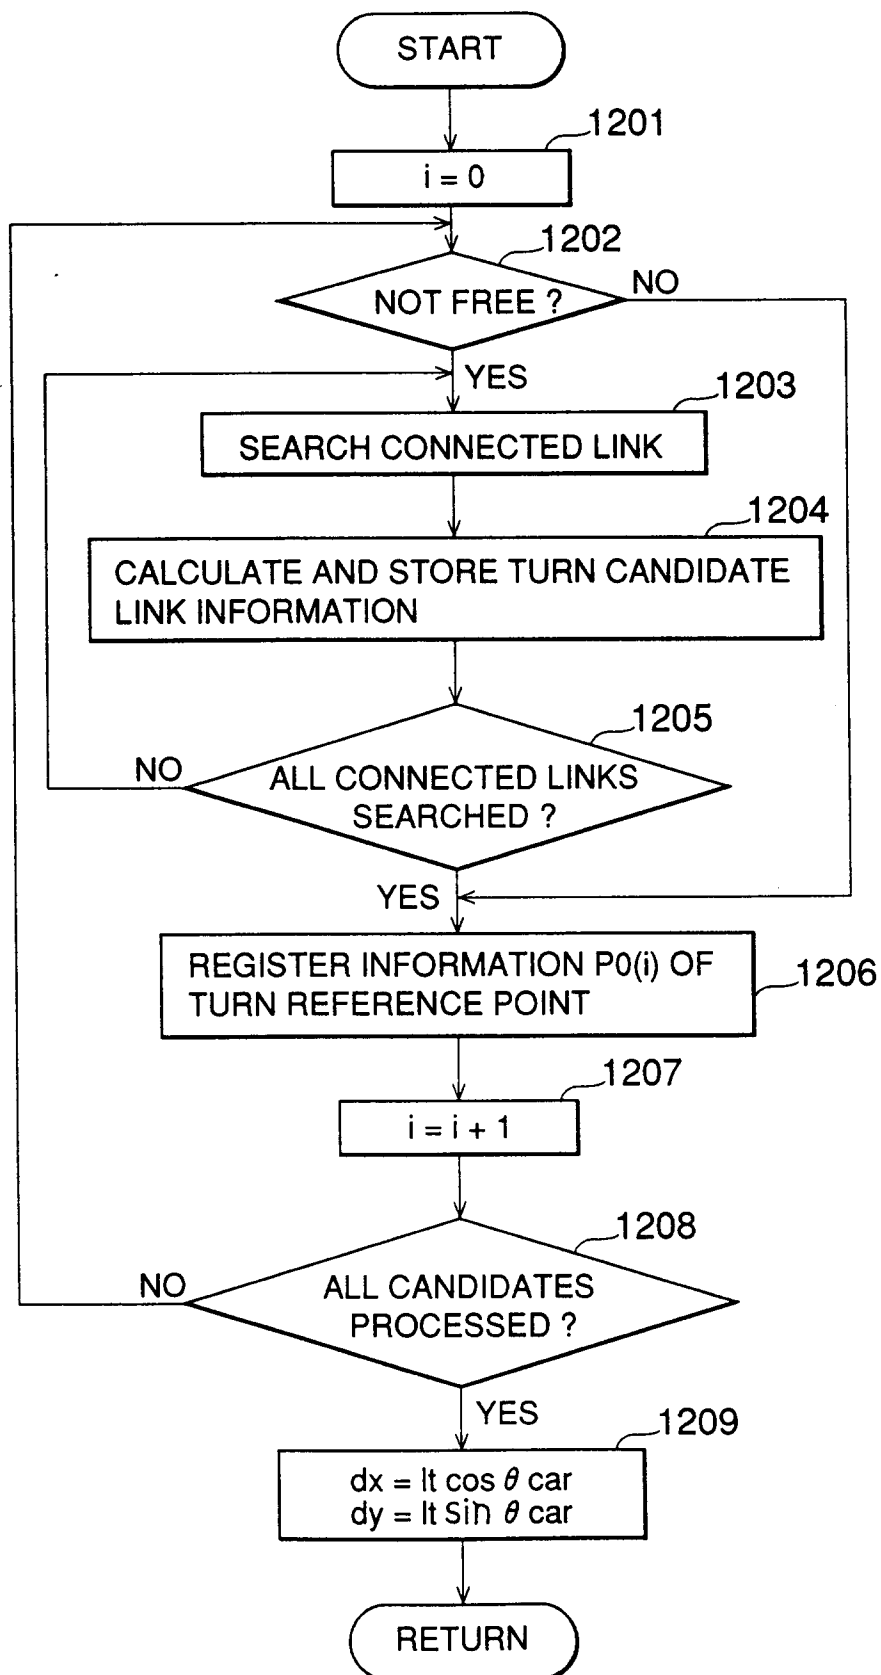 START
1201
i = 0
1202
NOT FREE ?
NO
YES
1203
SEARCH CONNECTED LINK
1204
CALCULATE AND STORE TURN CANDIDATE
LINK INFORMATION
1205
NO
ALL CONNECTED LINKS
SEARCHED ?
YES
REGISTER INFORMATION P0(i) OF
TURN REFERENCE POINT
1206
1207
i = i + 1
1208
NO
ALL CANDIDATES
PROCESSED ?
YES
1209
dx = lt cos θ car
dy = lt sin θ car
RETURN